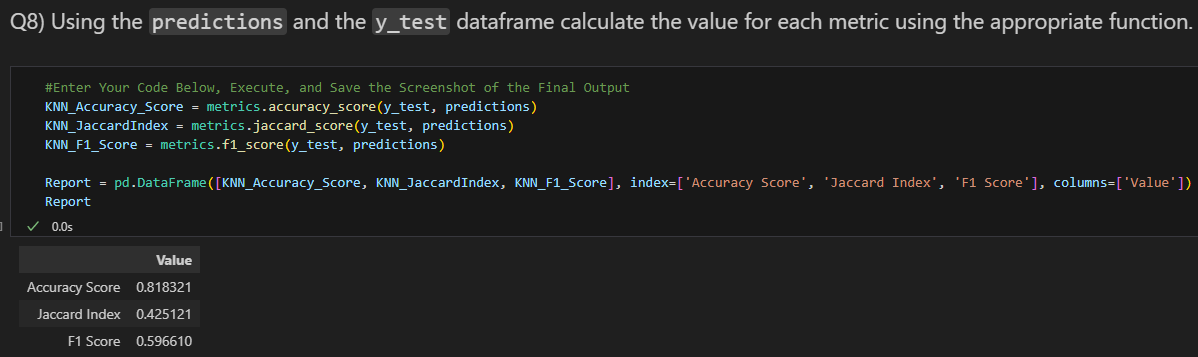 Q8) Using the predictions and the y_test dataframe calculate the value for each metric using the appropriate function.
#Enter Your Code Below, Execute, and Save the Screenshot of the Final Output
KNN_Accuracy_Score = metrics.accuracy_score(y_test, predictions)
KNN_JaccardIndex = metrics.jaccard_score(y_test, predictions)
KNN_F1_Score = metrics.f1_score(y_test, predictions)
Report = pd.DataFrame([KNN_Accuracy_Score, KNN_JaccardIndex, KNN_F1_Score], index=['Accuracy Score', 'Jaccard Index', 'F1 Score'], columns=['Value'])
Report
] ✓ 0.0s
Value
Accuracy Score 0.818321
Jaccard Index 0.425121
F1 Score 0.596610